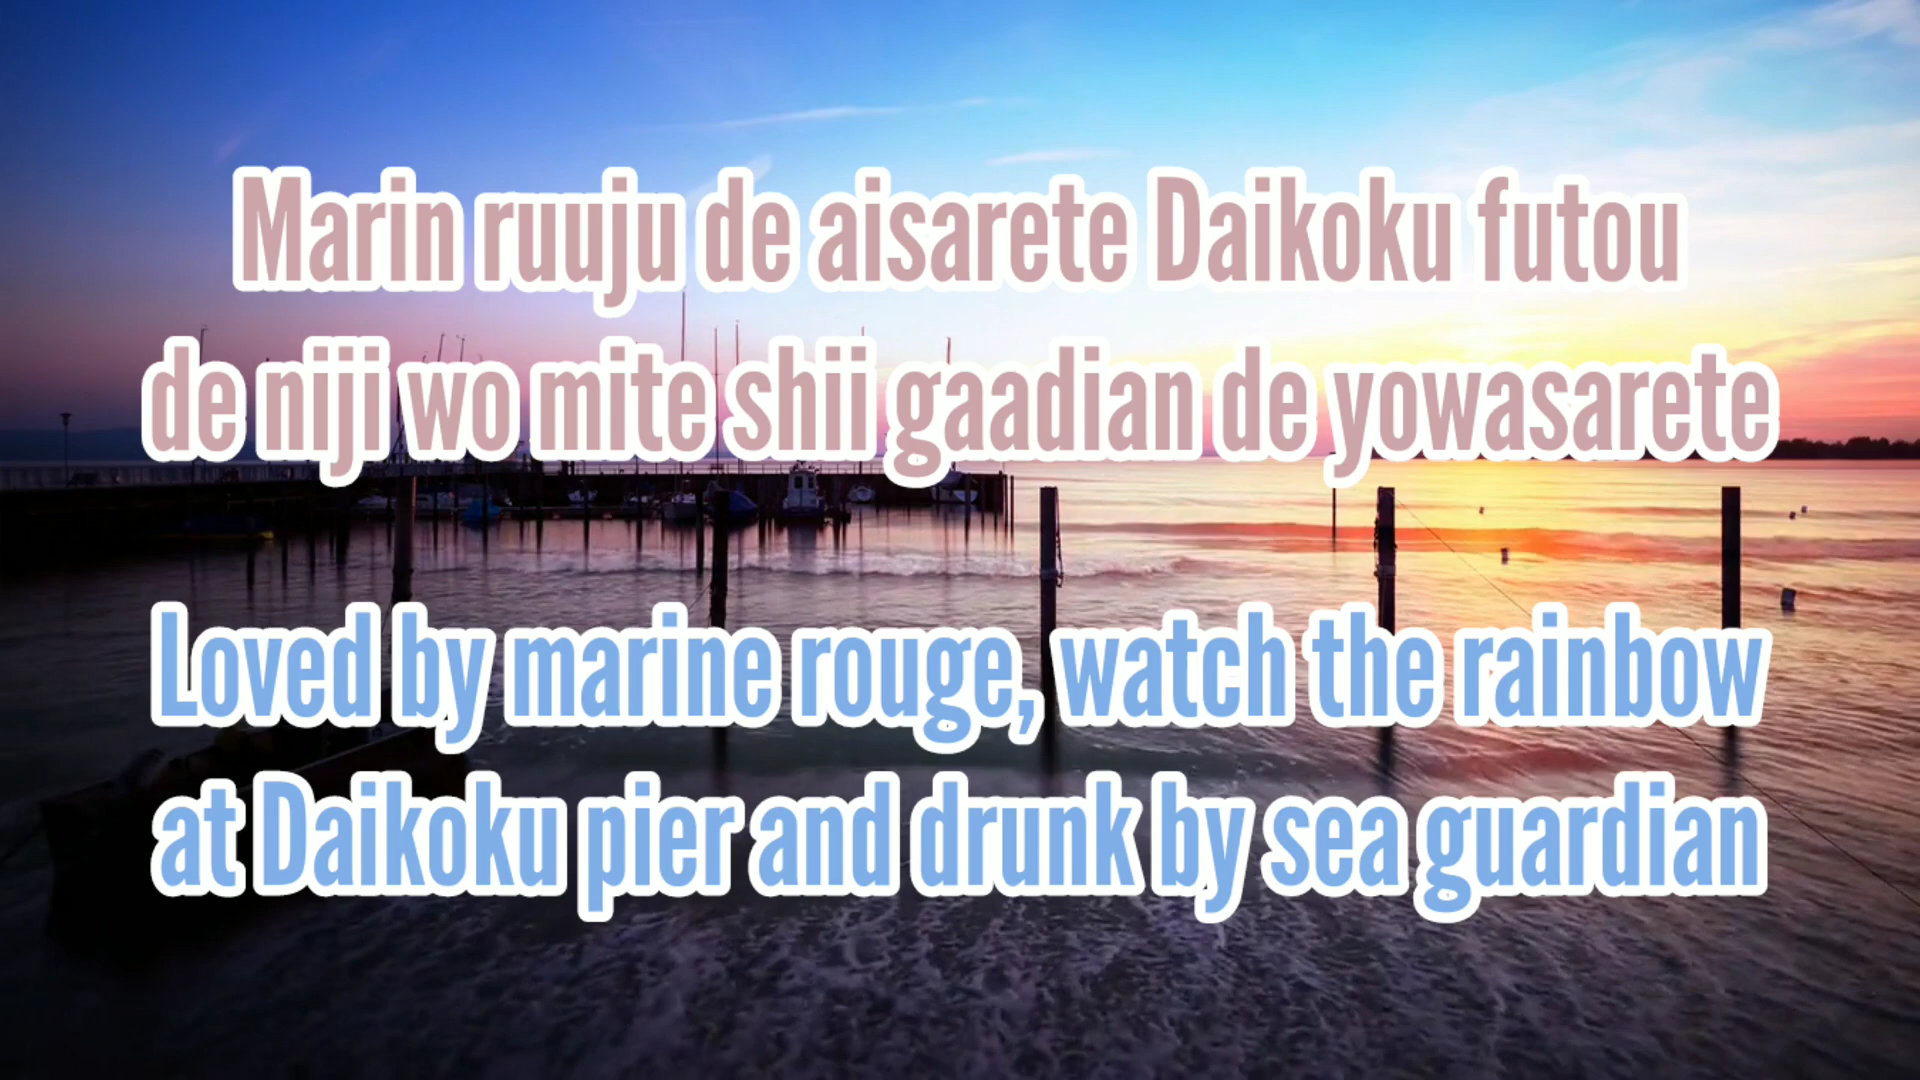 Marin ruuju de aisarete Daikoku futou
de niji wo mite shii gaadian de yowasarete
Loved by marine rouge, watch the rainbow
at Daikoku pier and drunk by sea guardian